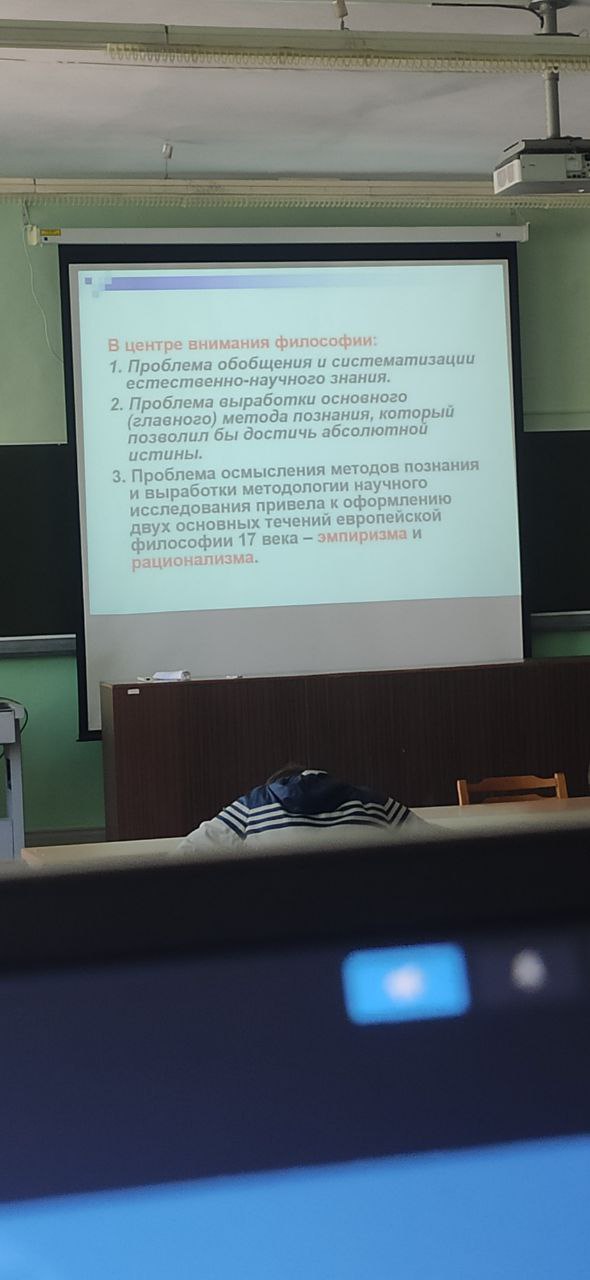 В центре внимания философии:
1. Проблема обобщения и систематизации
естественно-научного знания.
2. Проблема выработки основного
(главного) метода познания, который
позволил бы достичь абсолютной
истины.
3. Проблема осмысления методов познания
и выработки методологии научного
исследования привела к оформлению
двух основных течений европейской
философии 17 века – эмпиризма и
рационализма.